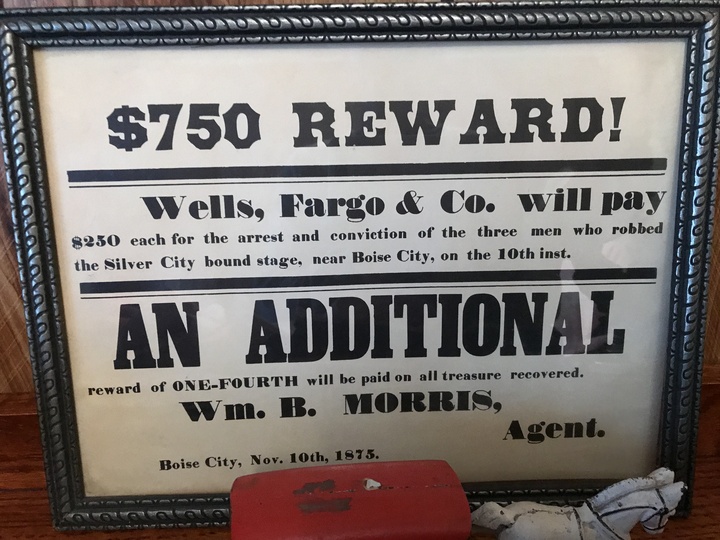 $750 REWARD!
Wells, Fargo & Co. will pay
$250 each for the arrest and conviction of the three men who robbed
the Silver City bound stage, near Boise City, on the 10th inst.
AN ADDITIONAL
reward of ONE-FOURTH will be paid on all treasure recovered.
Wm. B. MORRIS,
Agent.
Boise City, Nov. 10th, 1875.